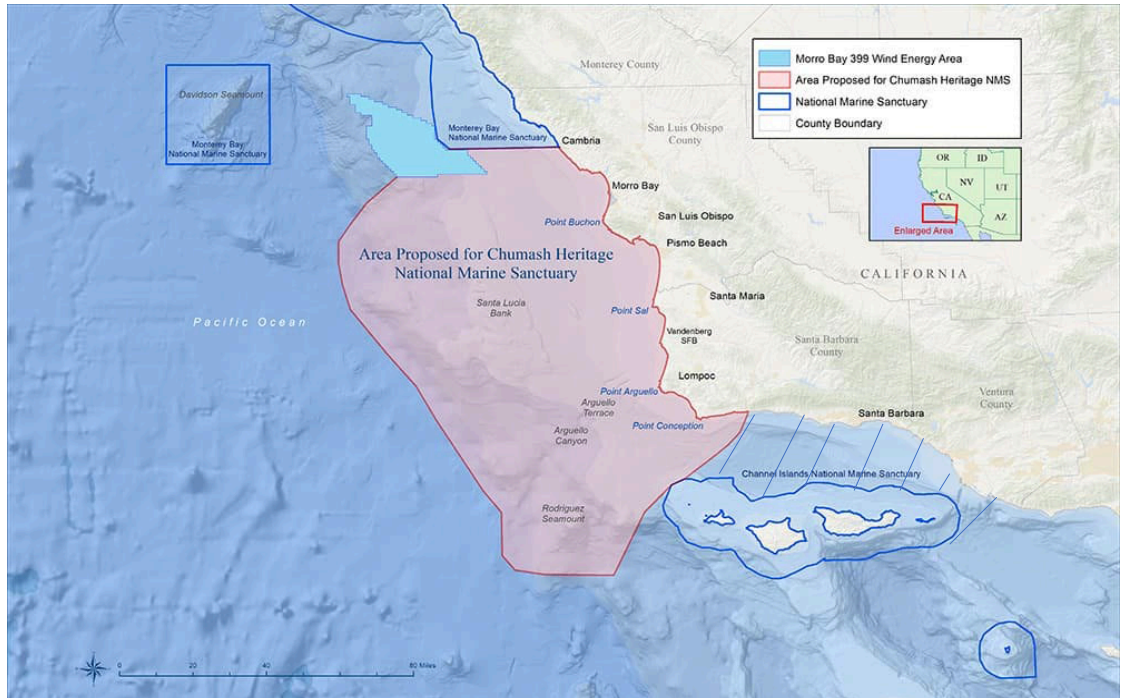 Morro Bay 399 Wind Energy Area
Area Proposed for Chumash Heritage NMS
National Marine Sanctuary
County Boundary
Monterey County
Davidson Seamount
Monterey Bay
National Marine Sanctuary
Monterey Bay
National Marine Sanctuary
Cambria
San Luis Obispo
County
OR
ID
NV
UT
CA
AZ
Enlarged Area
Morro Bay
Point Buchon
San Luis Obispo
Pismo Beach
Area Proposed for Chumash Heritage
National Marine Sanctuary
CALIFORNIA
Santa Lucia
Bank
Santa Maria
Point Sal
Pacific Ocean
Vandenberg
SFB
Santa Barbara
County
Lompoc
Point Arguello
Arguello
Terrace
Ventura
County
Santa Barbara
Point Conception
Arguello
Canyon
Channel Islands National Marine Sanctuary
Rodriguez
Seamount
0
20
40
80 Miles